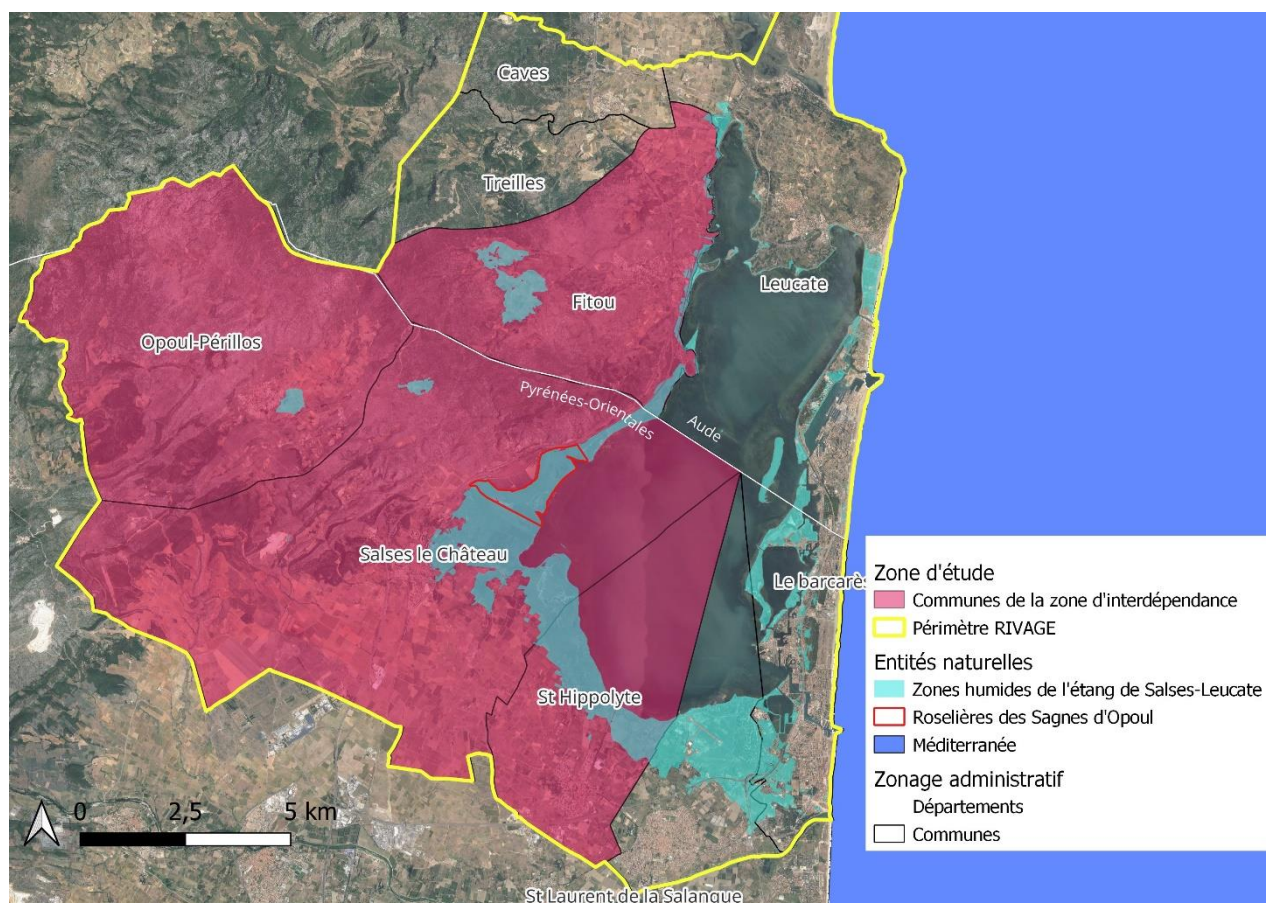 Caves
Treilles
Leucate
Fitou
Opoul-Périllos
Pyrénées-Orientales
Aude
Salses le Château
Le barcarès
St Hippolyte
St Laurent de la Salanque
0 2,5 5 km
Zone d'étude
Communes de la zone d'interdépendance
Périmètre RIVAGE
Entités naturelles
Zones humides de l'étang de Salses-Leucate
Roselières des Sagnes d'Opoul
Méditerranée
Zonage administratif
Départements
Communes